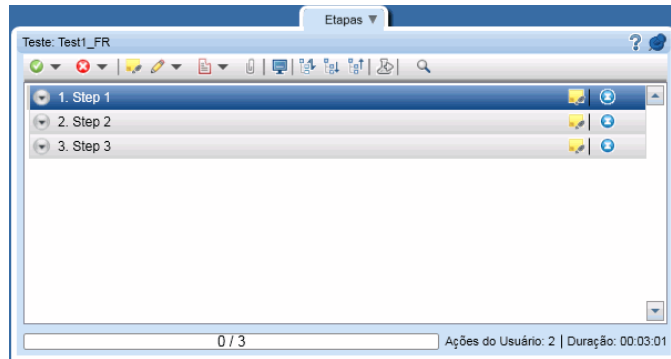 Etapas
Teste: Test1_FR
1. Step 1
2. Step 2
3. Step 3
0 / 3
Ações do Usuário: 2 | Duração: 00:03:01